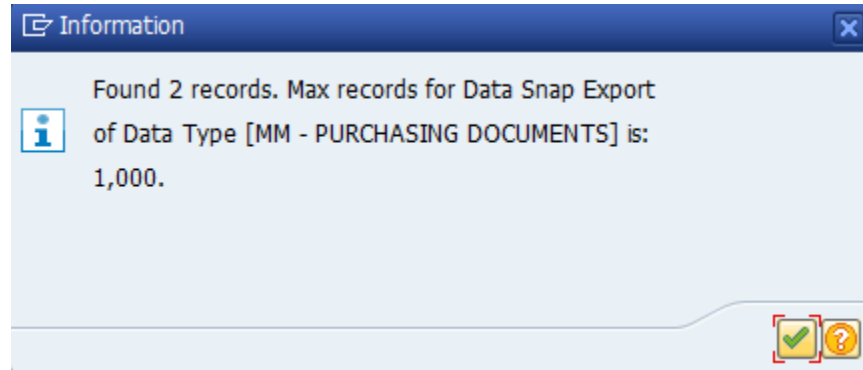 Information
Found 2 records. Max records for Data Snap Export
of Data Type [MM - PURCHASING DOCUMENTS] is:
1,000.